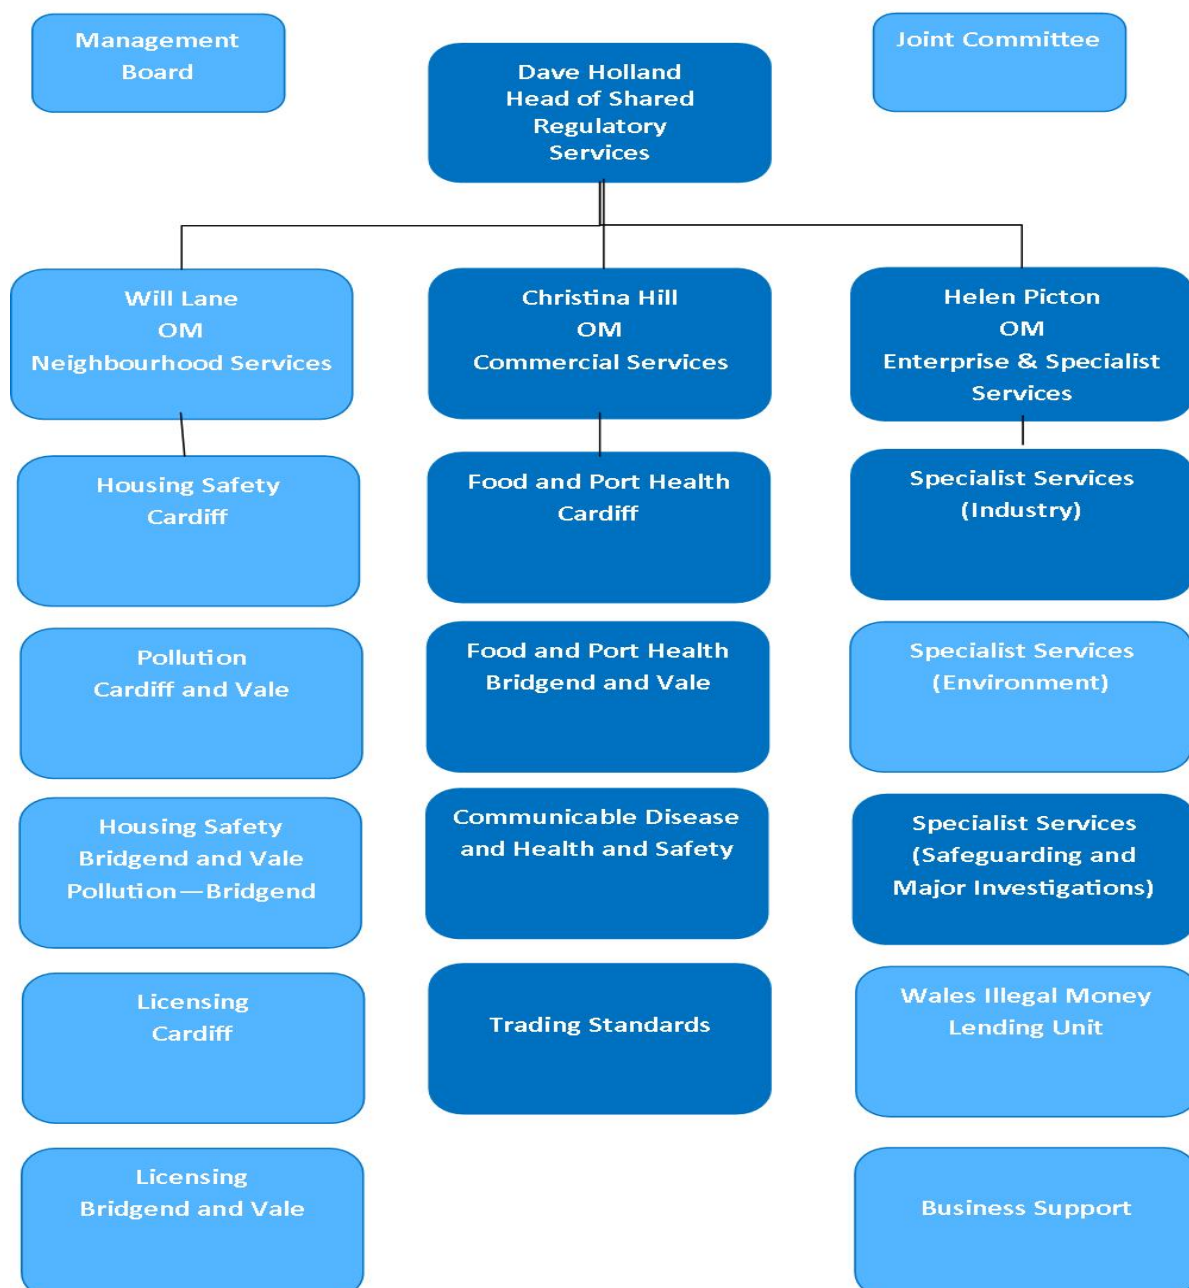 Management
Board
Dave Holland
Head of Shared
Regulatory
Services
Joint Committee
Will Lane
OM
Neighbourhood Services
Christina Hill
OM
Commercial Services
Helen Picton
OM
Enterprise & Specialist
Services
Housing Safety
Cardiff
Food and Port Health
Cardiff
Specialist Services
(Industry)
Pollution
Cardiff and Vale
Food and Port Health
Bridgend and Vale
Specialist Services
(Environment)
Housing Safety
Bridgend and Vale
Pollution—Bridgend
Communicable Disease
and Health and Safety
Specialist Services
(Safeguarding and
Major Investigations)
Licensing
Cardiff
Trading Standards
Wales Illegal Money
Lending Unit
Licensing
Bridgend and Vale
Business Support